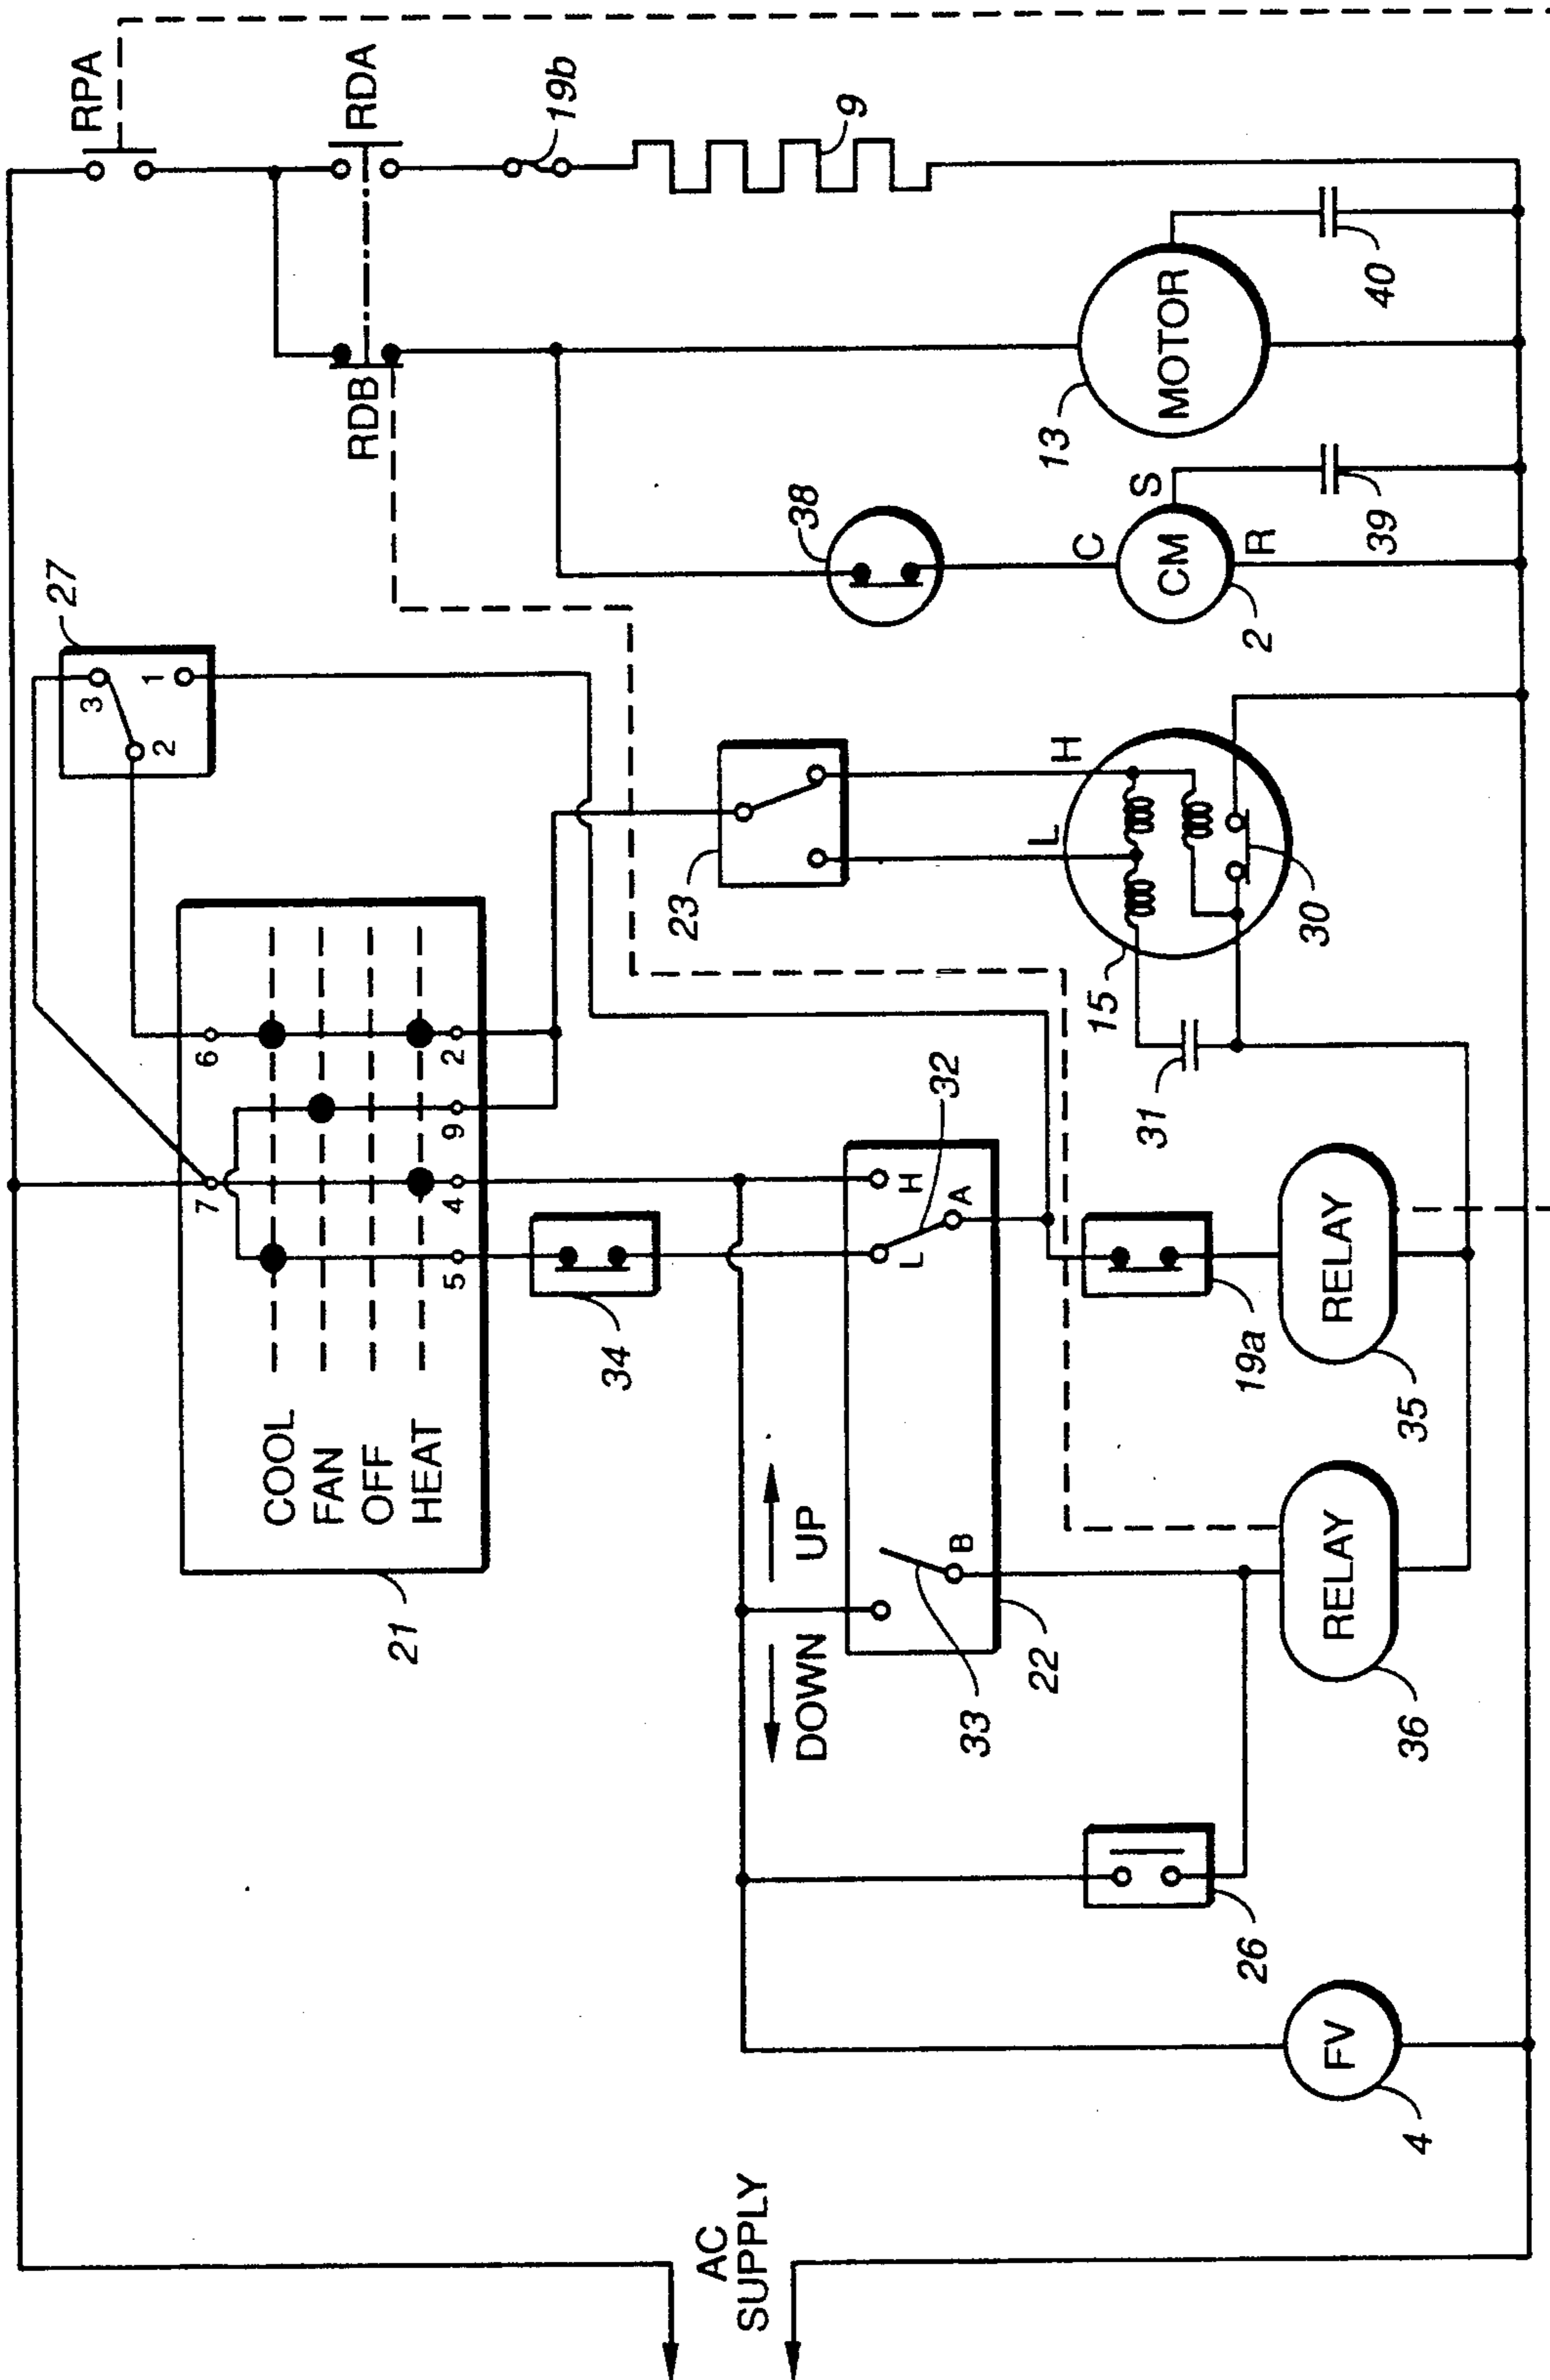 AC
SUPPLY
21
COOL
FAN
OFF
HEAT
7
6
5
4
9
2
27
3
2
1
RPA
RDA
RDB
19b
9
34
DOWN
UP
33
22
B
L
H
A
32
23
38
4
FV
26
36
RELAY
35
RELAY
19a
31
15
L
H
30
2
CM
C
S
R
39
13
MOTOR
40